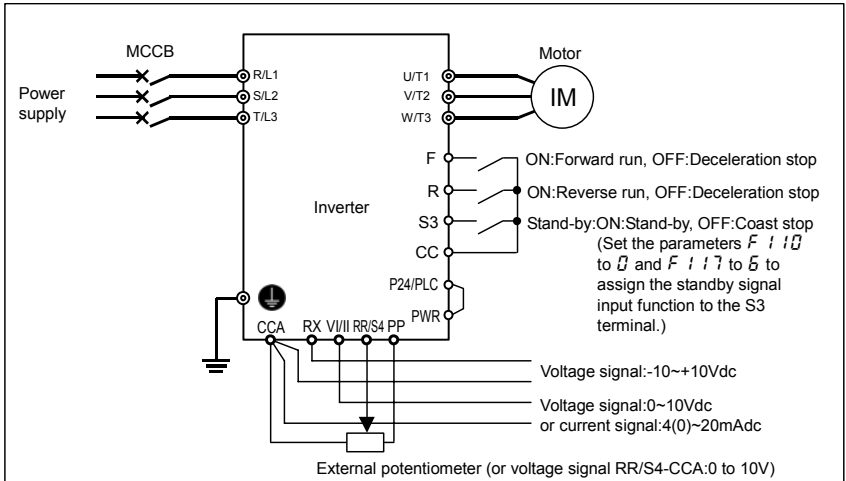 MCCB
Power
supply
R/L1
S/L2
T/L3
Inverter
U/T1
V/T2
W/T3
Motor
IM
F
ON:Forward run, OFF:Deceleration stop
R
ON:Reverse run, OFF:Deceleration stop
S3
Stand-by:ON:Stand-by, OFF:Coast stop
(Set the parameters F110
to 0 and F117 to 6 to
assign the standby signal
input function to the S3
terminal.)
CC
P24/PLC
PWR
CCA RX VI/II RR/S4 PP
Voltage signal:-10~+10Vdc
Voltage signal:0~10Vdc
or current signal:4(0)~20mAdc
External potentiometer (or voltage signal RR/S4-CCA:0 to 10V)